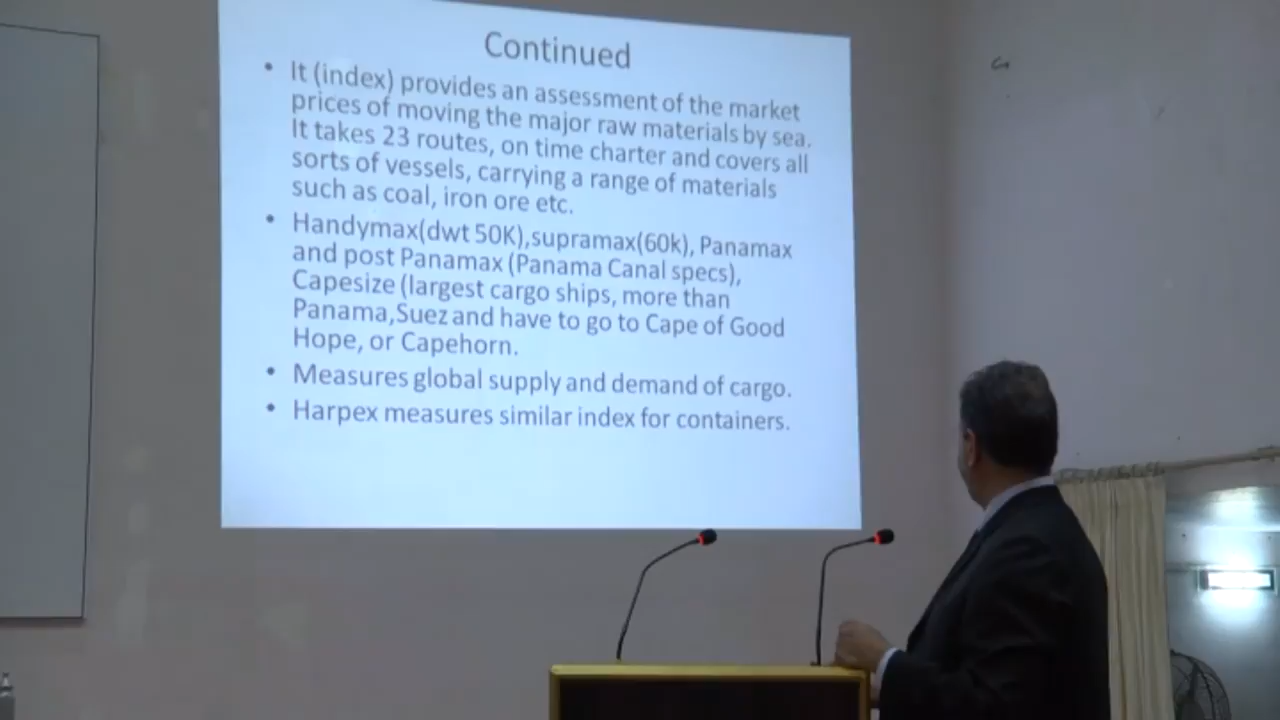 Continued
• It (index) provides an assessment of the market
prices of moving the major raw materials by sea.
It takes 23 routes, on time charter and covers all
sorts of vessels, carrying a range of materials
such as coal, iron ore etc.
• Handymax(dwt 50K),supramax(60k), Panamax
and post Panamax (Panama Canal specs),
Capesize (largest cargo ships, more than
Panama,Suez and have to go to Cape of Good
Hope, or Capehorn.
• Measures global supply and demand of cargo.
• Harpex measures similar index for containers.